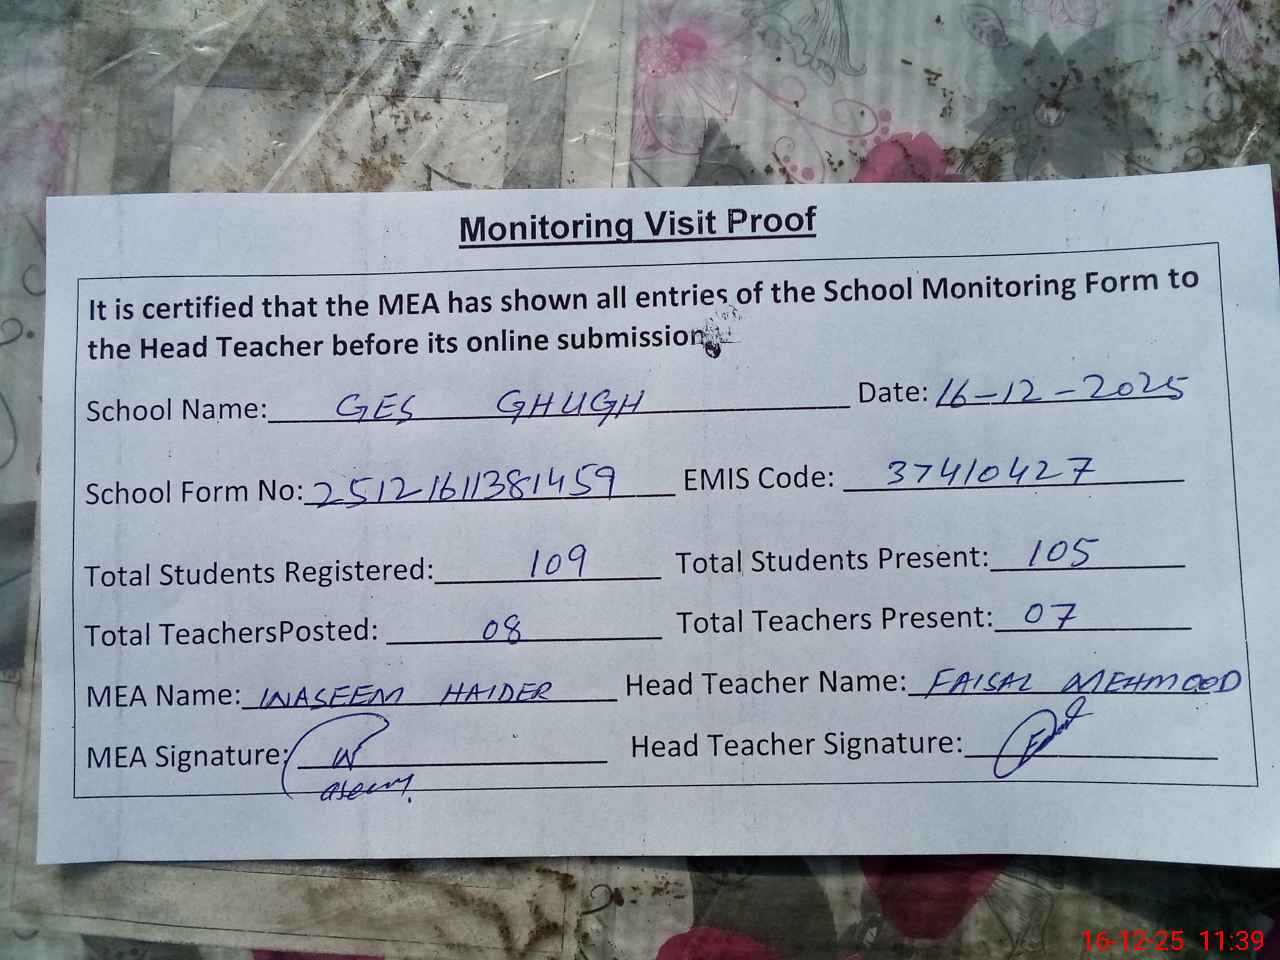 Monitoring Visit Proof
It is certified that the MEA has shown all entries of the School Monitoring Form to
the Head Teacher before its online submission
School Name: GES GHUGH Date: 16-12-2025
School Form No: 25121611381459 EMIS Code: 37410427
Total Students Registered: 109 Total Students Present: 105
Total TeachersPosted: 08 Total Teachers Present: 07
MEA Name: WASEEM HAIDER Head Teacher Name: FAISAL MEHMOOD
MEA Signature: Waseem Head Teacher Signature:
16-12-25 11:39